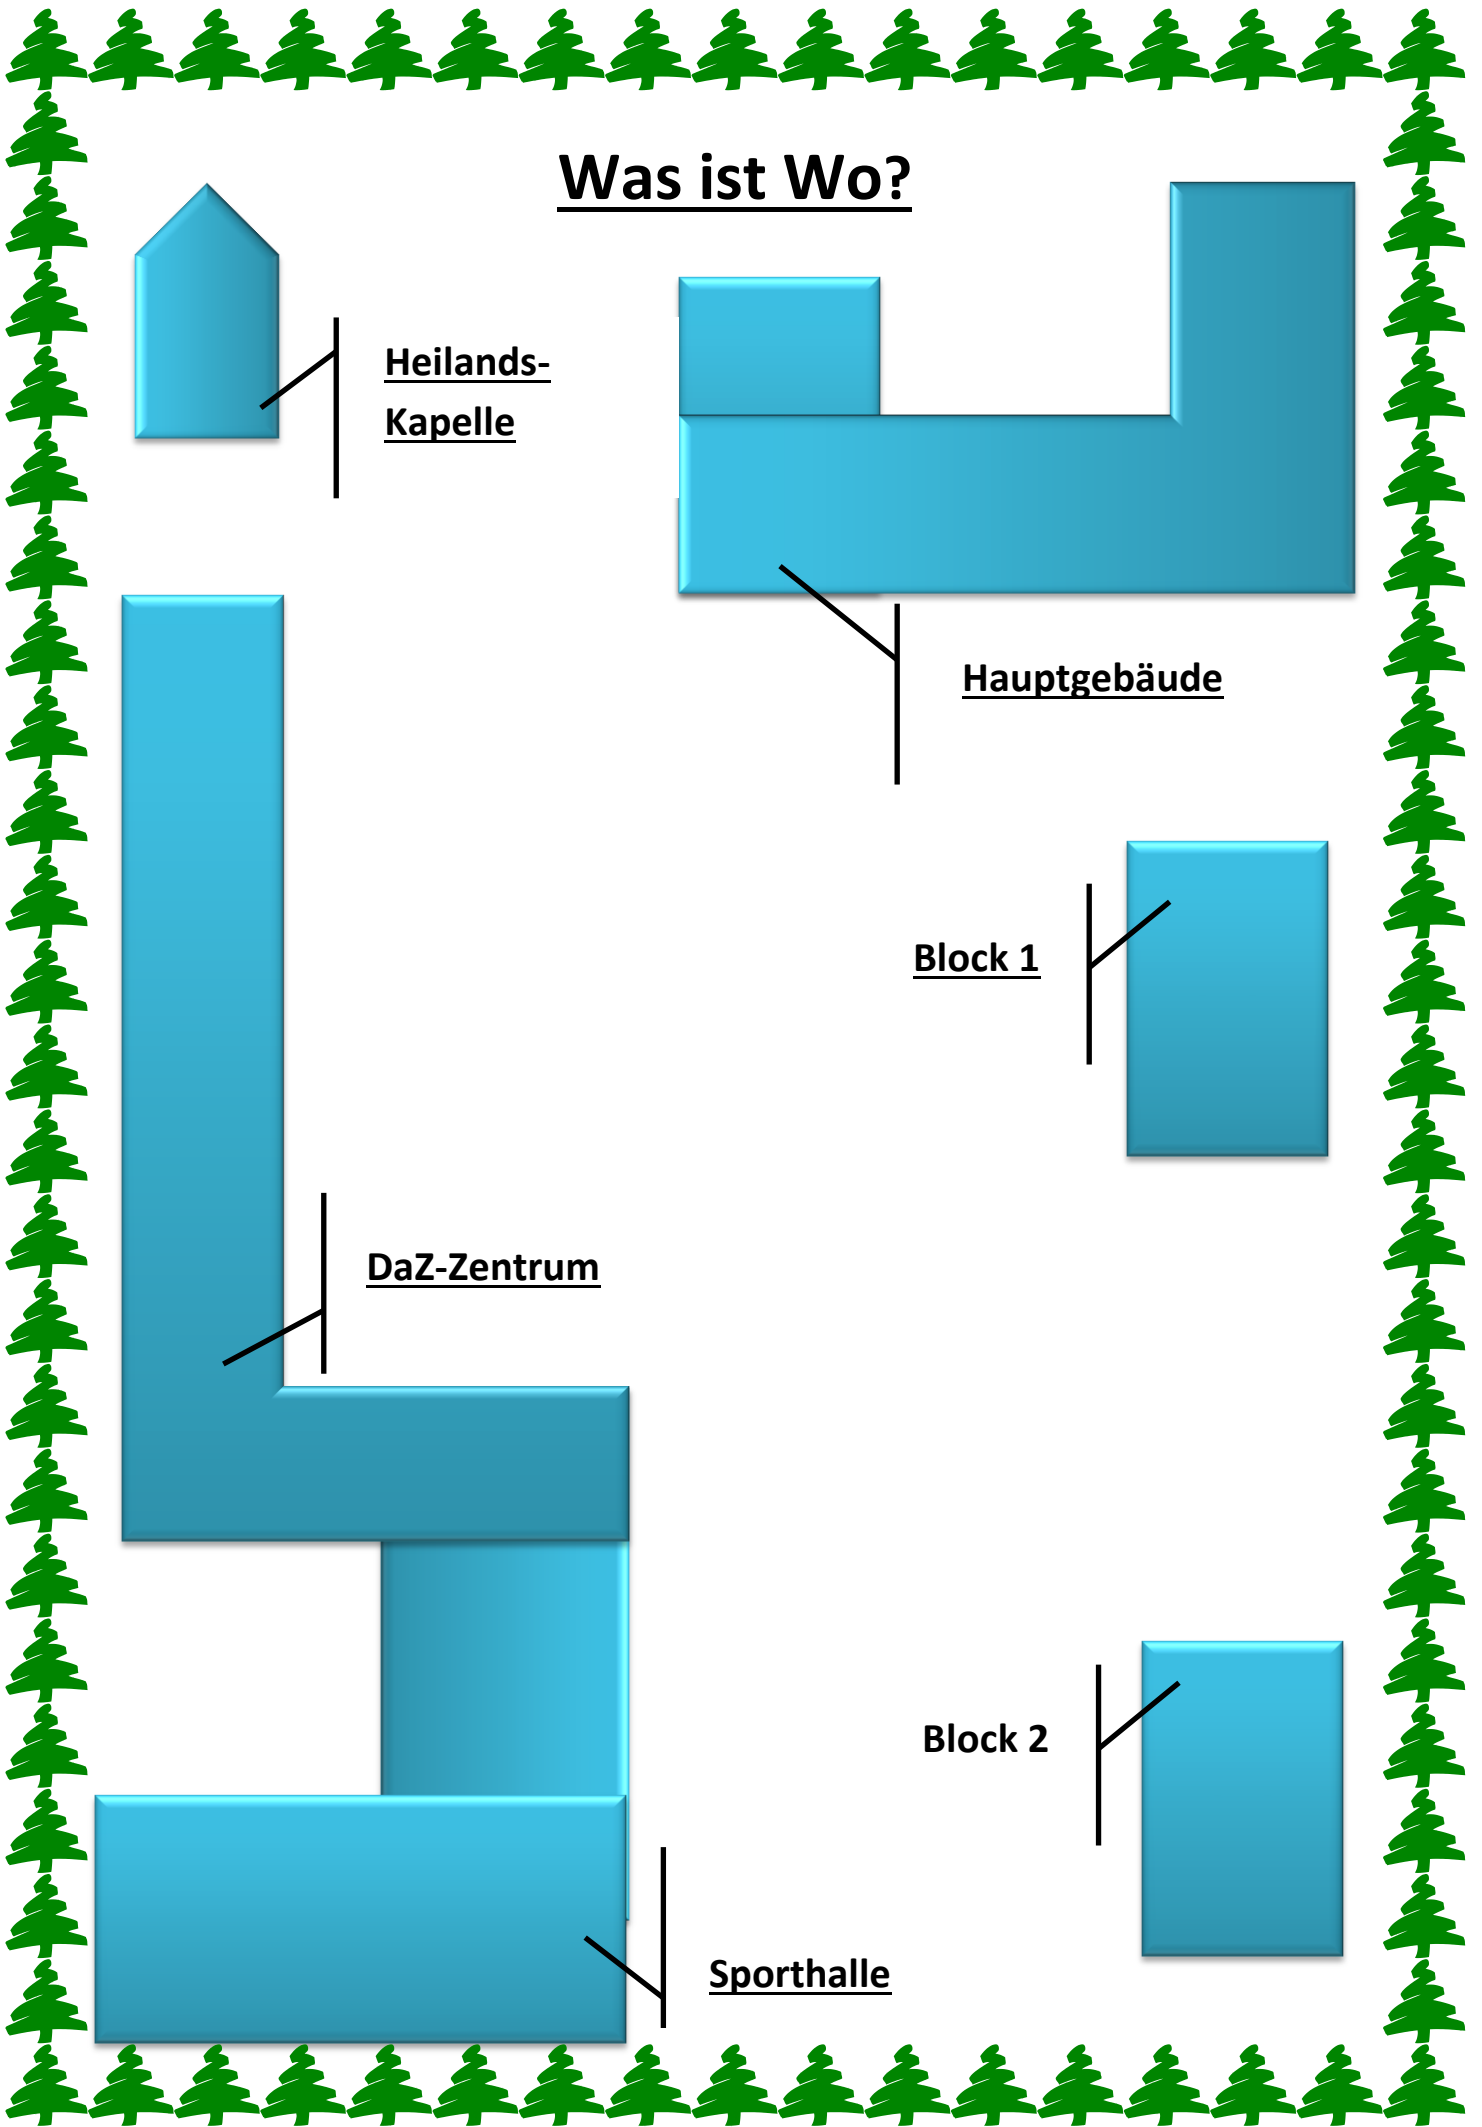 Was ist Wo?
Heilands-
Kapelle
Hauptgebäude
Block 1
DaZ-Zentrum
Block 2
Sporthalle